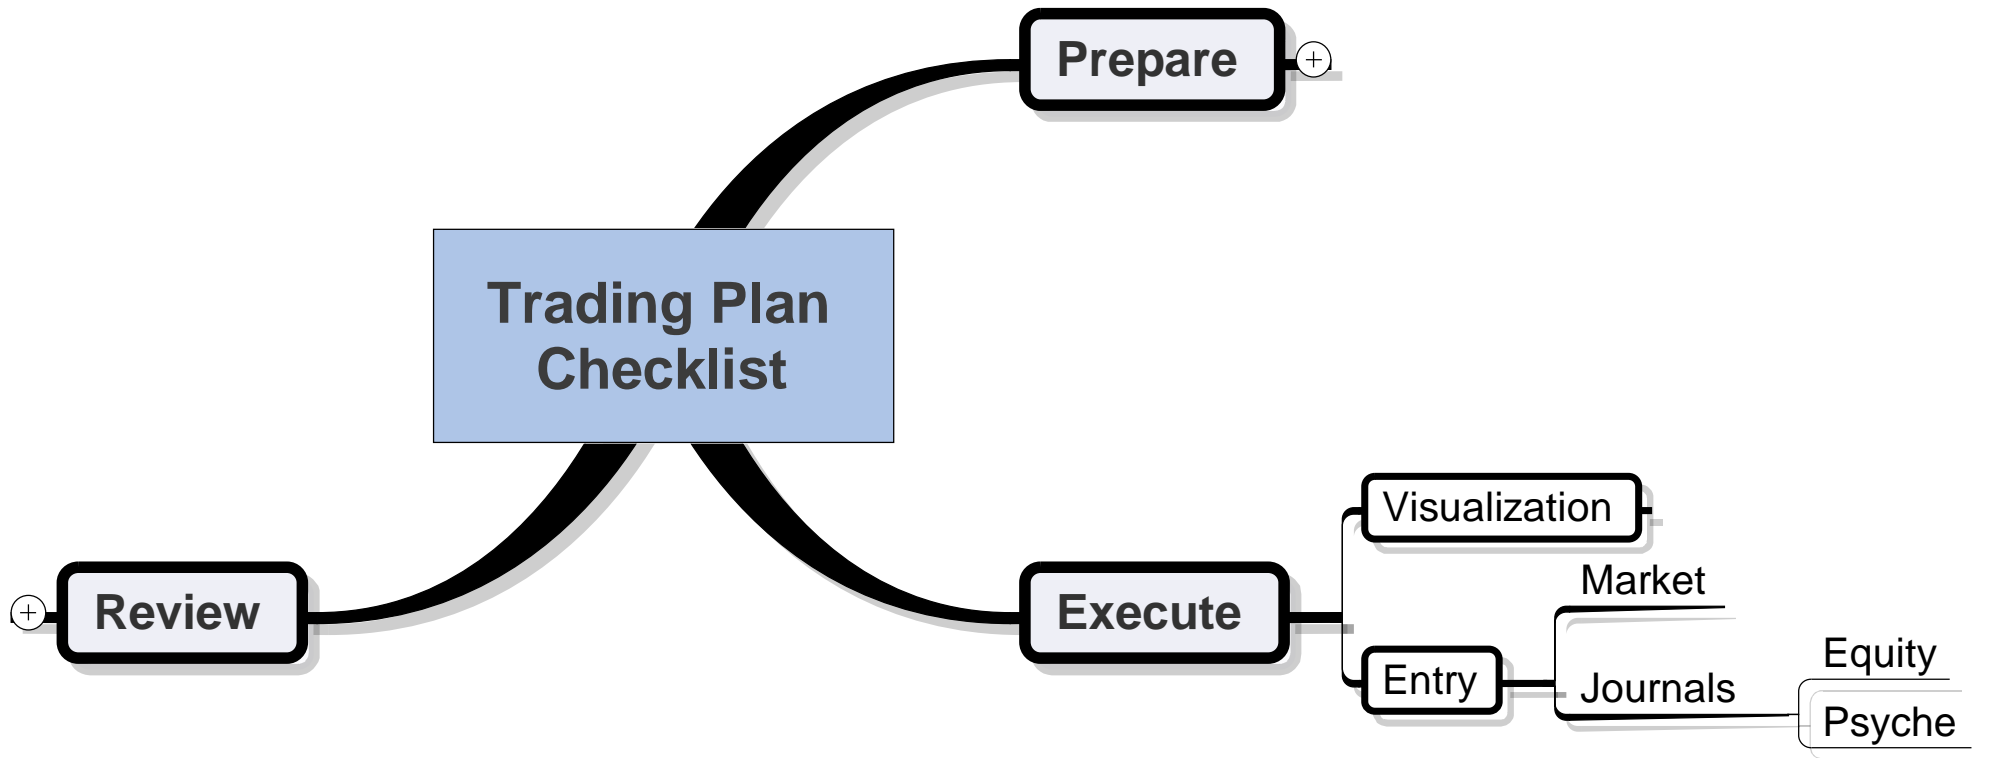 Prepare
Trading Plan
Checklist
Review
Execute
Visualization
Entry
Market
Journals
Equity
Psyche